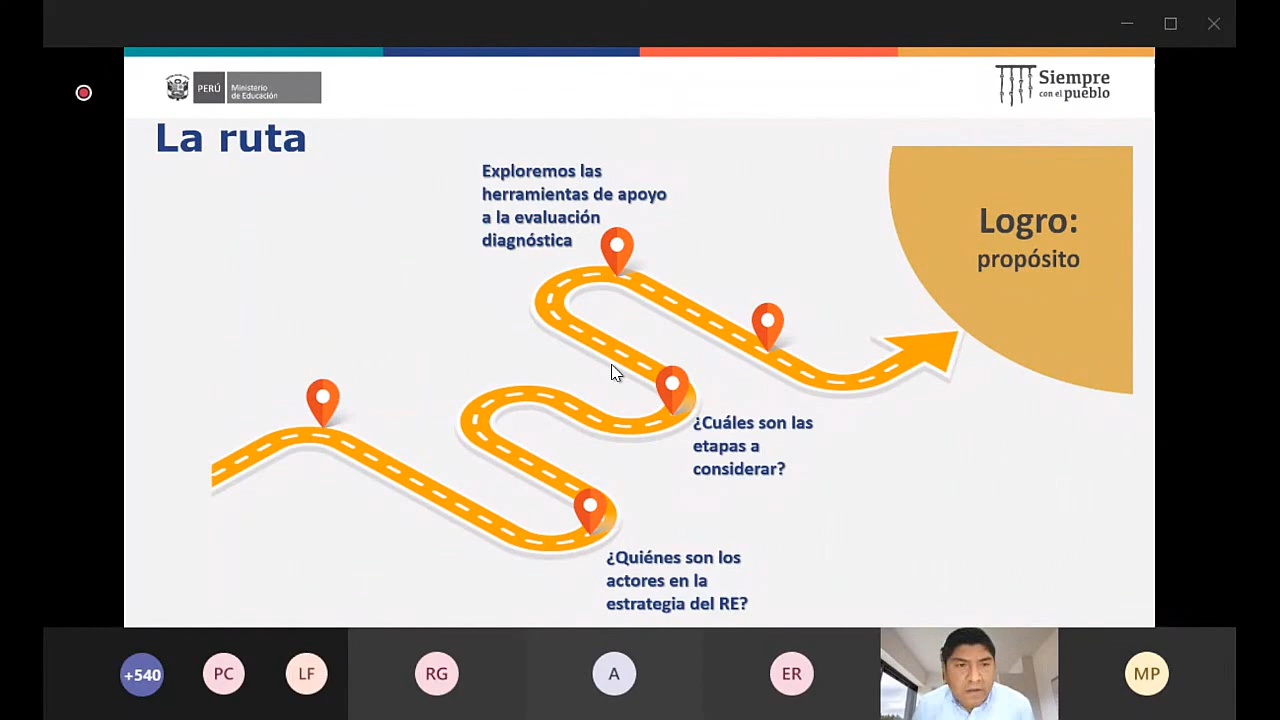 PERÚ
Ministerio
de Educación
Siempre
con el pueblo
La ruta
Exploremos las
herramientas de apoyo
a la evaluación
diagnóstica
Logro:
propósito
¿Cuáles son las
etapas a
considerar?
¿Quiénes son los
actores en la
estrategia del RE?
+540
PC
LF
RG
A
ER
MP